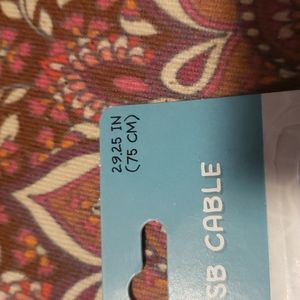 29.25 IN
(75 CM)
SB CABLE